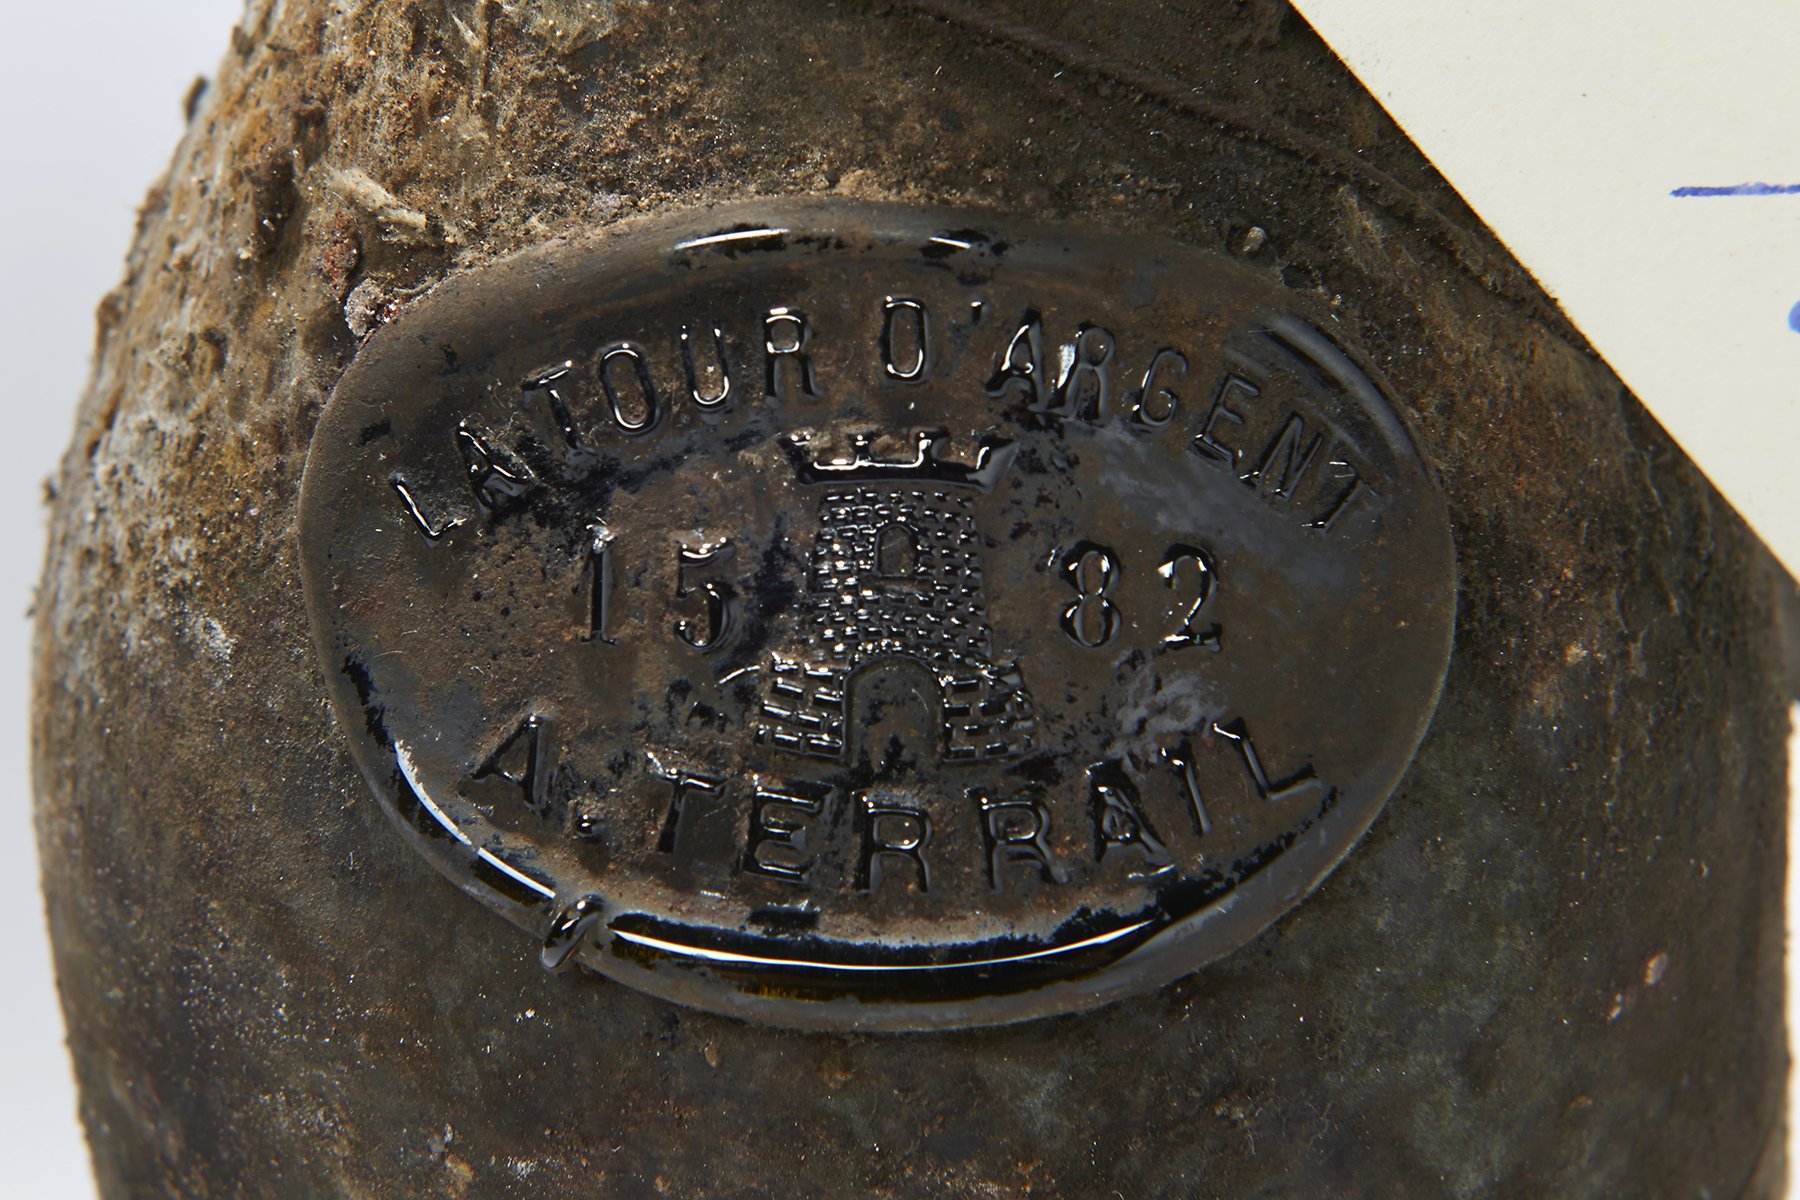 LA TOUR D'ARGENT
15 82
A. TERRAIL